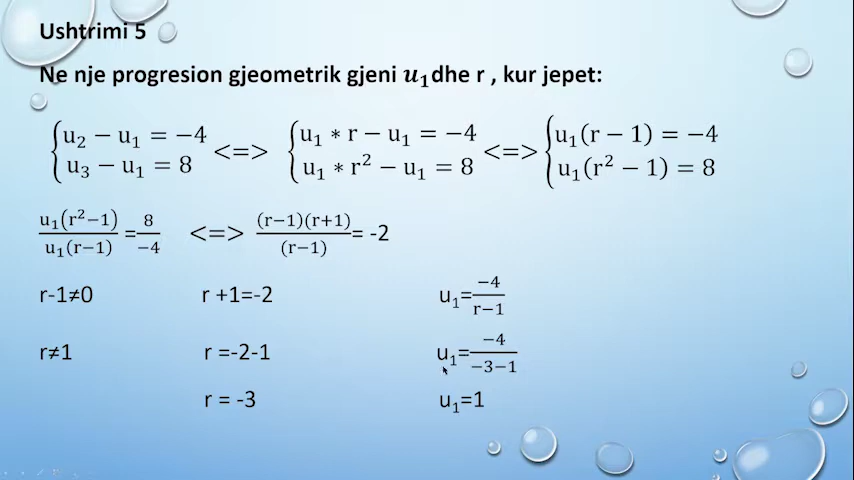 Ushtrimi 5
Ne nje progresion gjeometrik gjeni u₁ dhe r , kur jepet:
{u₂ − u₁ = −4 / u₃ − u₁ = 8 <=> {u₁ ∗ r − u₁ = −4 / u₁ ∗ r² − u₁ = 8 <=> {u₁(r − 1) = −4 / u₁(r² − 1) = 8
u₁(r²−1)/u₁(r−1) = 8/−4 <=> (r−1)(r+1)/(r−1) = -2
r-1≠0 r +1=-2 u₁=−4/r−1
r≠1 r =-2-1 u₁=−4/−3−1
r = -3 u₁=1